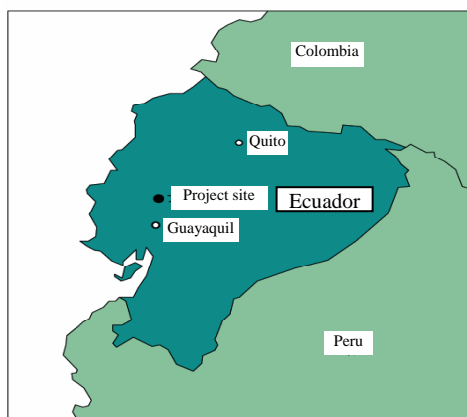 Colombia
Quito
Project site
Ecuador
Guayaquil
Peru